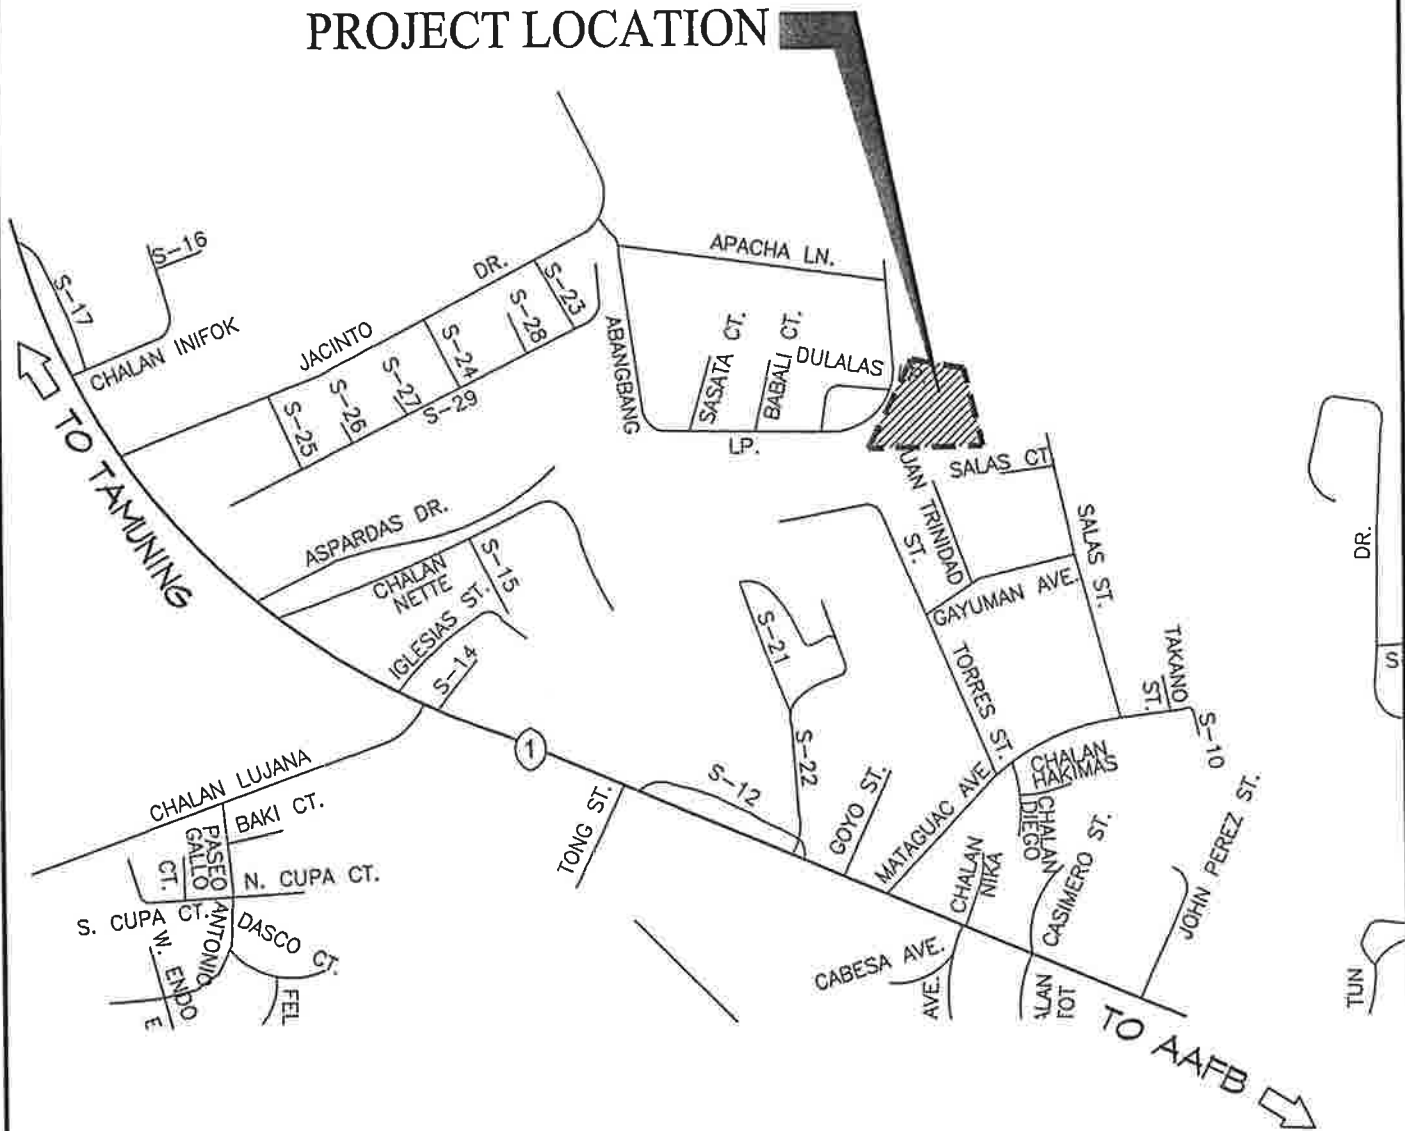 PROJECT LOCATION
S-16
S-17
CHALAN INIFOK
JACINTO
DR.
S-23
S-28
S-24
S-27
S-26
S-25
S-29
APACHA LN.
ABANGBANG
LP.
SASATA CT.
BABALI CT.
DULALAS
TO TAMUNING
ASPARDAS DR.
CHALAN
NETTE
S-15
IGLESIAS ST.
S-14
UAN TRINIDAD
ST.
SALAS CT
SALAS ST.
GAYUMAN AVE.
TORRES ST.
TAKANO
ST.
S-10
DR.
S
S-21
S-22
1
S-12
TONG ST.
GOYO ST.
MATAGUAC AVE.
CHALAN
HAKIMAS
CHALAN
DIEGO
CHALAN
NIKA
CASIMERO ST.
JOHN PEREZ ST.
CHALAN LUJANA
BAKI CT.
PASEO
GALLO
CT.
N. CUPA CT.
S. CUPA CT.
ANTONIO
DASCO CT.
W. ENDO
E
FEL
CABESA AVE.
AVE.
ALAN
TOT
TUN
TO AAFB